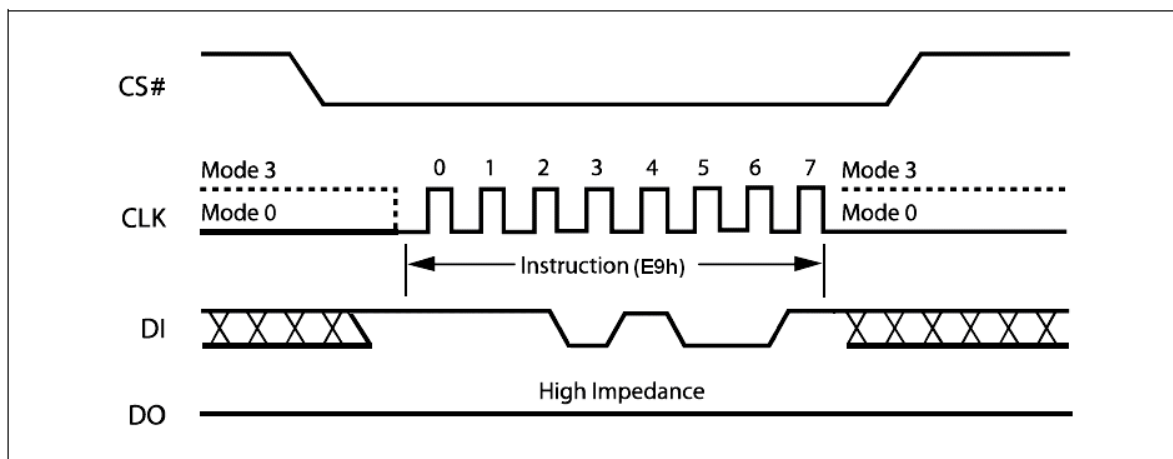 CS#
Mode 3 0 1 2 3 4 5 6 7 Mode 3
CLK Mode 0 Mode 0
Instruction (E9h)
DI
High Impedance
DO